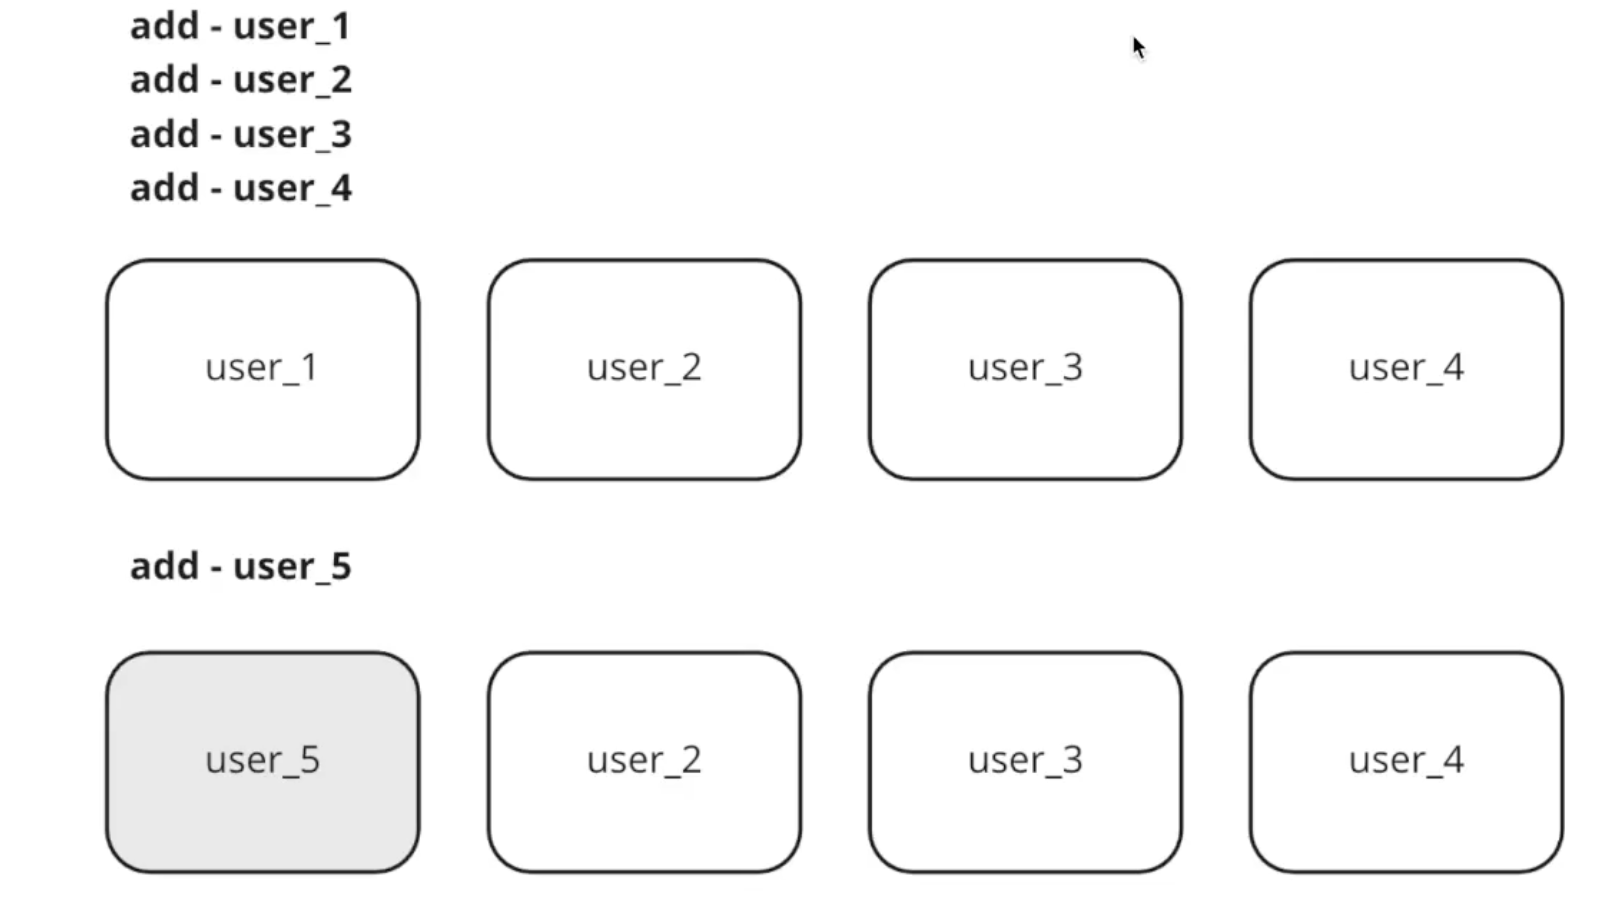 add - user_1
add - user_2
add - user_3
add - user_4
user_1 user_2 user_3 user_4
add - user_5
user_5 user_2 user_3 user_4